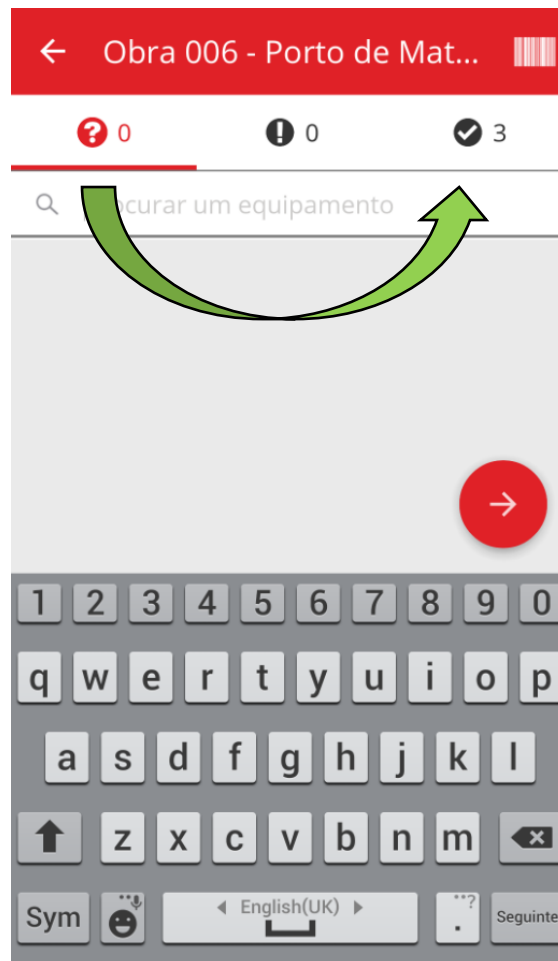 Obra 006 - Porto de Mat...
0 0 3
curar um equipamento
1 2 3 4 5 6 7 8 9 0
q w e r t y u i o p
a s d f g h j k l
z x c v b n m
Sym English(UK) ..? . Seguinte